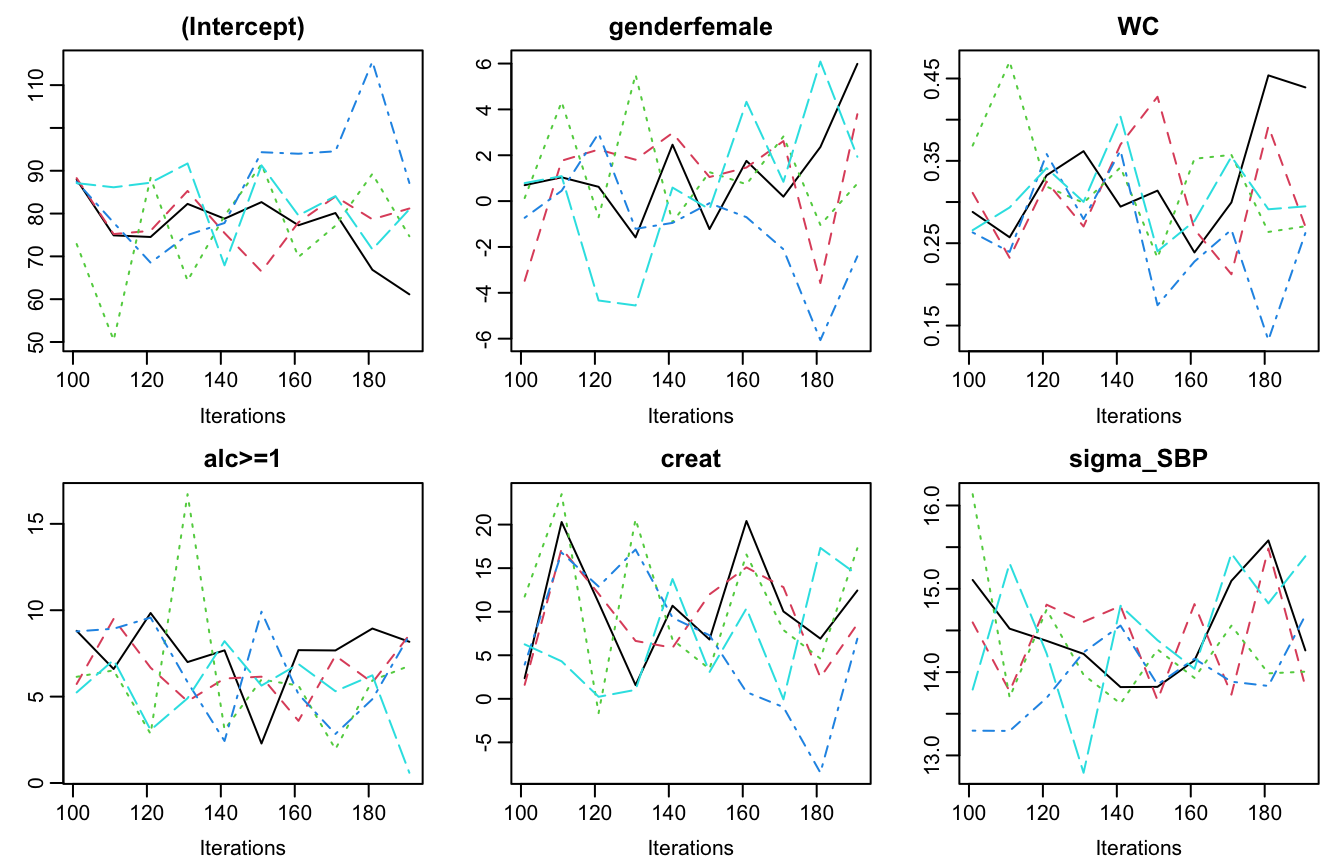 (Intercept)
50 60 70 80 90 110
100 120 140 160 180
Iterations
genderfemale
-6 -4 -2 0 2 4 6
100 120 140 160 180
Iterations
WC
0.15 0.25 0.35 0.45
100 120 140 160 180
Iterations
alc>=1
0 5 10 15
100 120 140 160 180
Iterations
creat
-5 0 5 10 15 20
100 120 140 160 180
Iterations
sigma_SBP
13.0 14.0 15.0 16.0
100 120 140 160 180
Iterations